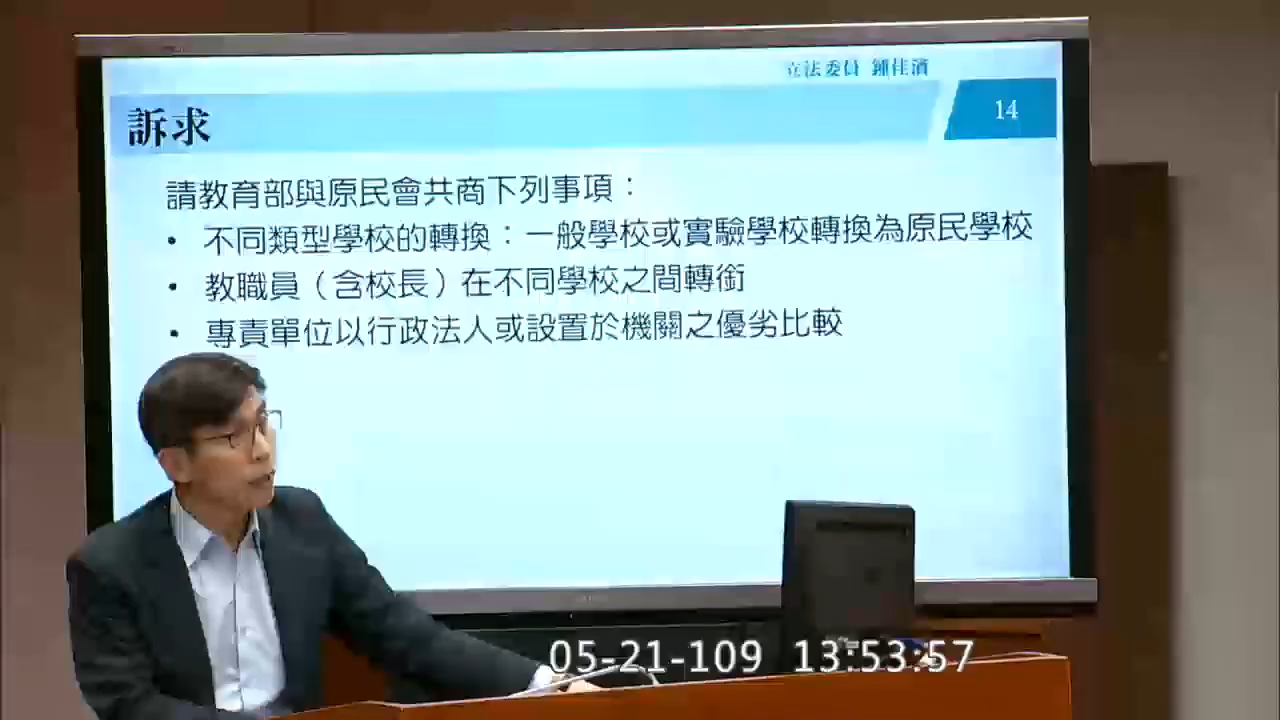 立法委員 鍾佳濱
訴求
14
請教育部與原民會共商下列事項：
• 不同類型學校的轉換：一般學校或實驗學校轉換為原民學校
• 教職員（含校長）在不同學校之間轉銜
• 專責單位以行政法人或設置於機關之優劣比較
05-21-109 13:53:57